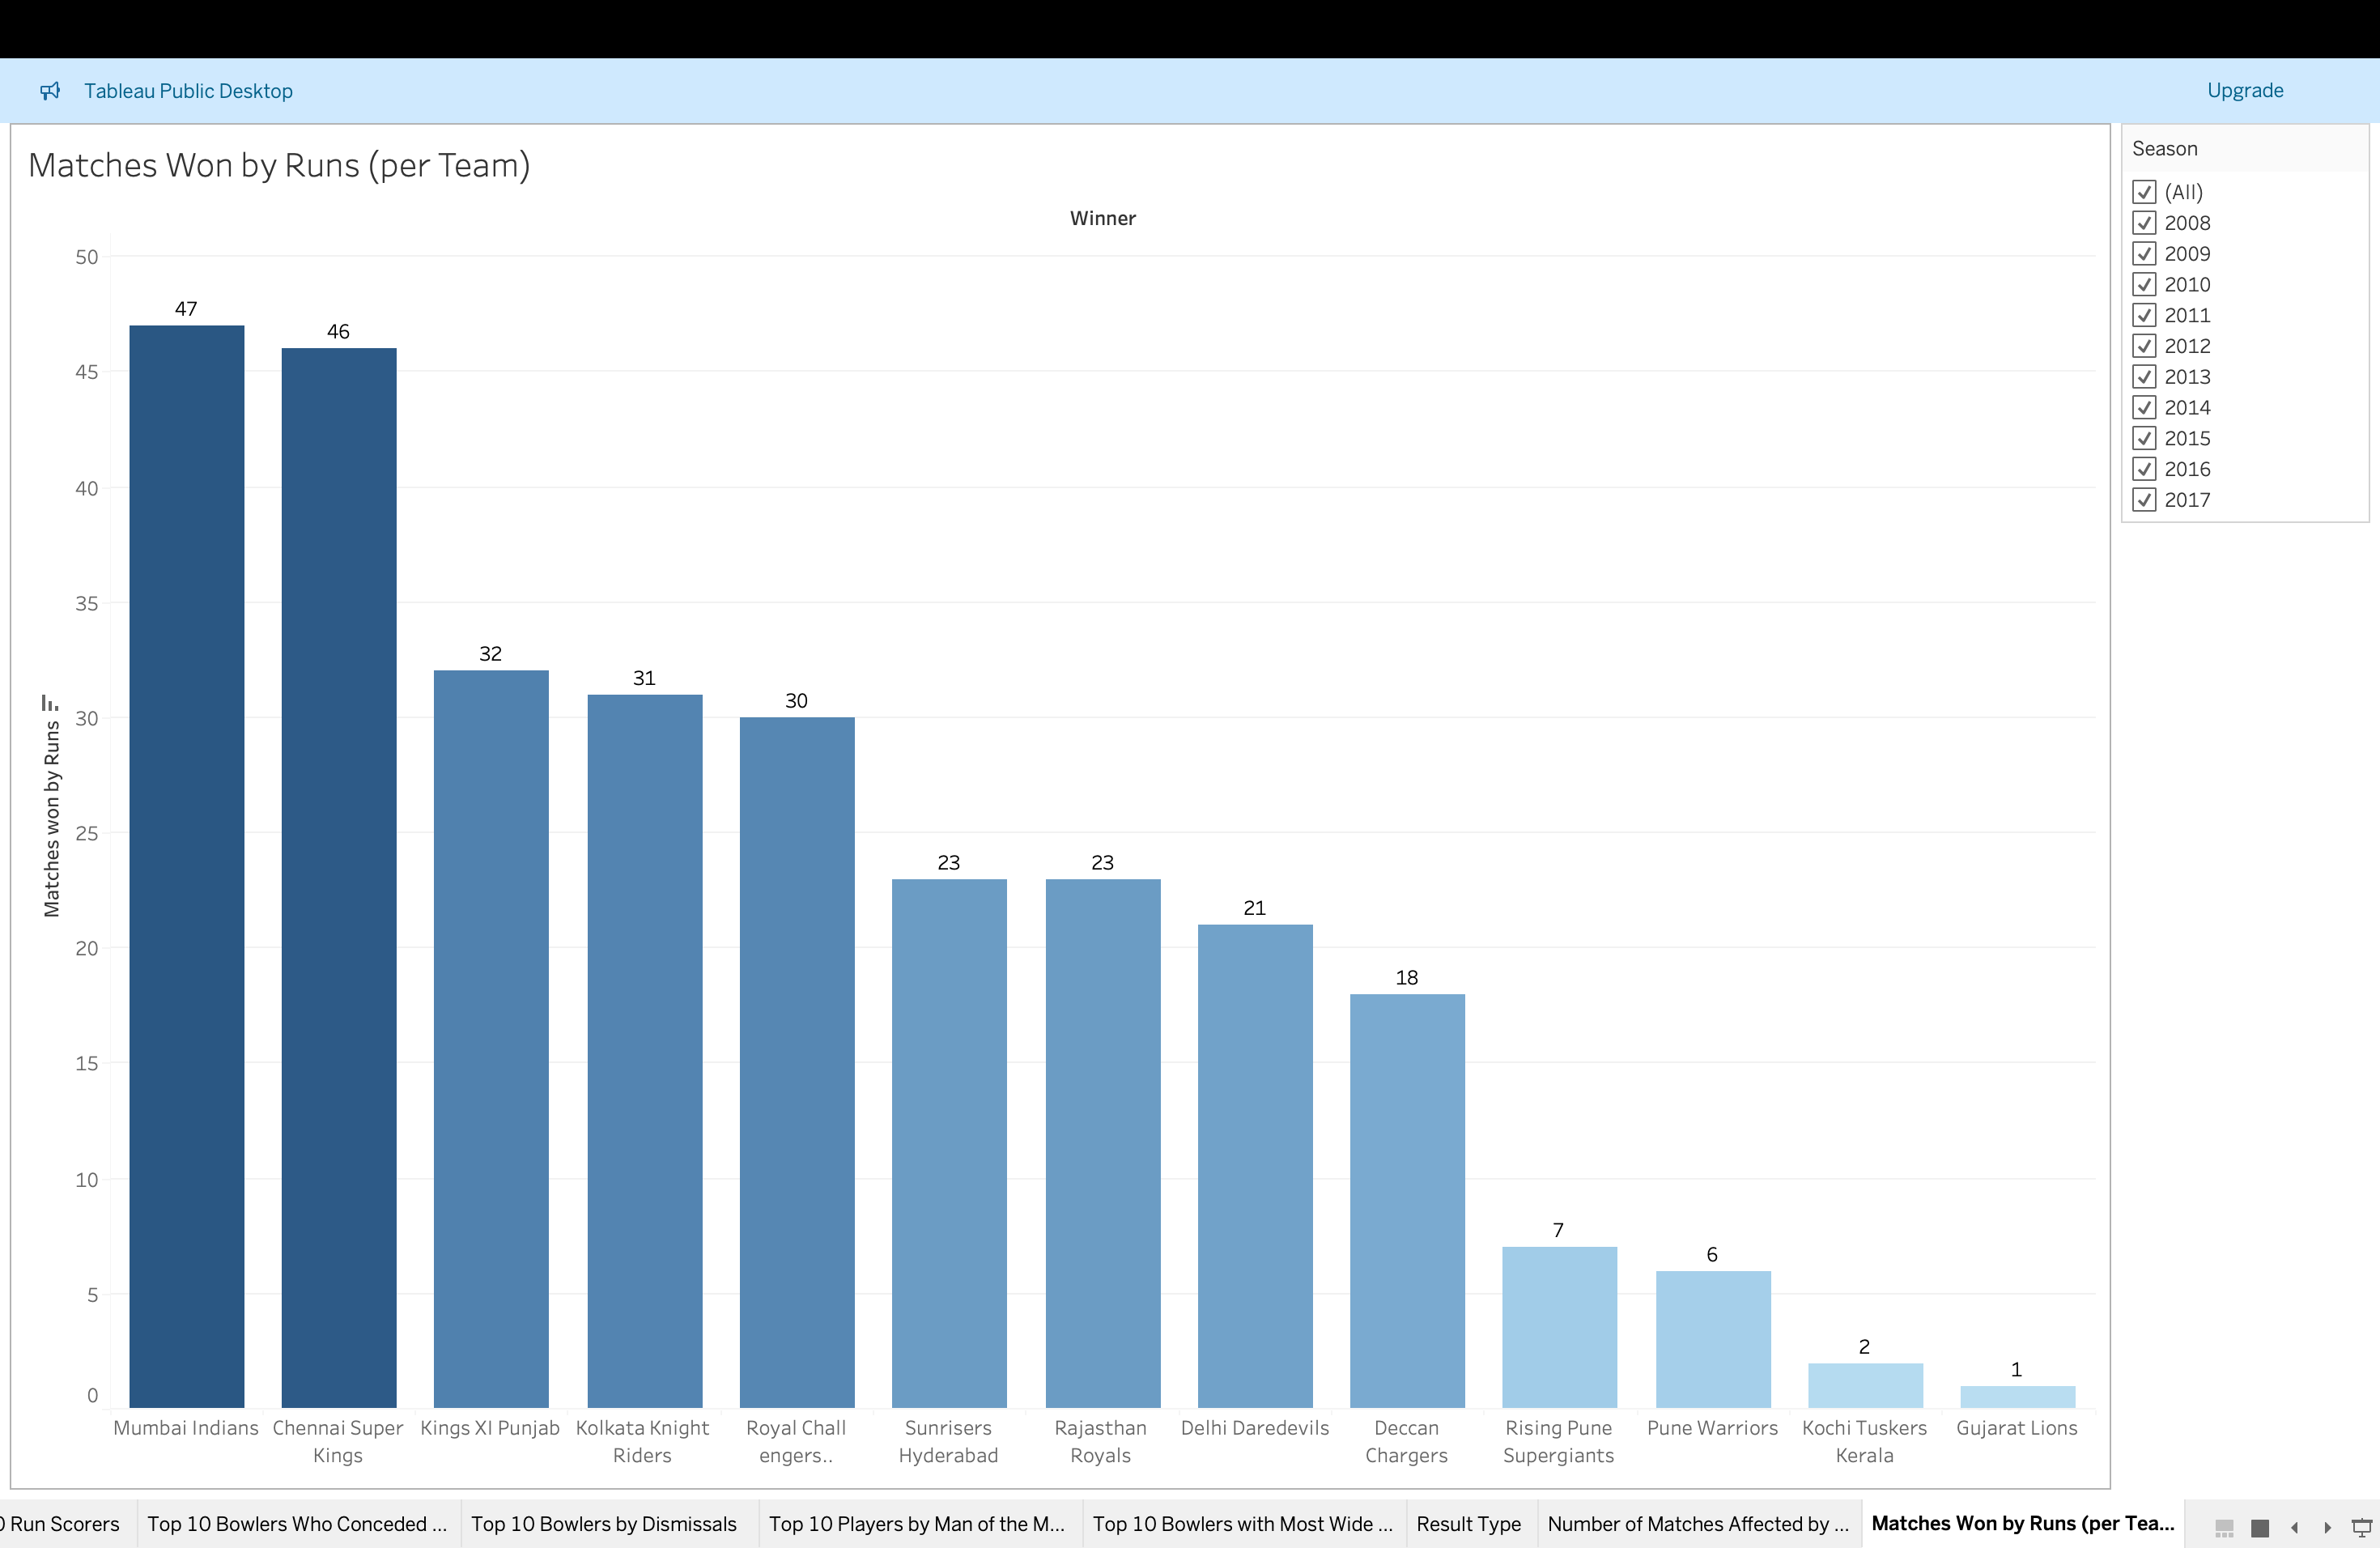 Tableau Public Desktop
Upgrade
Matches Won by Runs (per Team)
Winner
Season
(All)
2008
2009
2010
2011
2012
2013
2014
2015
2016
2017
Matches won by Runs
50
45
40
35
30
25
20
15
10
5
0
47
46
32
31
30
23
23
21
18
7
6
2
1
Mumbai Indians
Chennai Super
Kings
Kings XI Punjab
Kolkata Knight
Riders
Royal Chall
engers..
Sunrisers
Hyderabad
Rajasthan
Royals
Delhi Daredevils
Deccan
Chargers
Rising Pune
Supergiants
Pune Warriors
Kochi Tuskers
Kerala
Gujarat Lions
0 Run Scorers
Top 10 Bowlers Who Conceded ...
Top 10 Bowlers by Dismissals
Top 10 Players by Man of the M...
Top 10 Bowlers with Most Wide ...
Result Type
Number of Matches Affected by ...
Matches Won by Runs (per Tea...